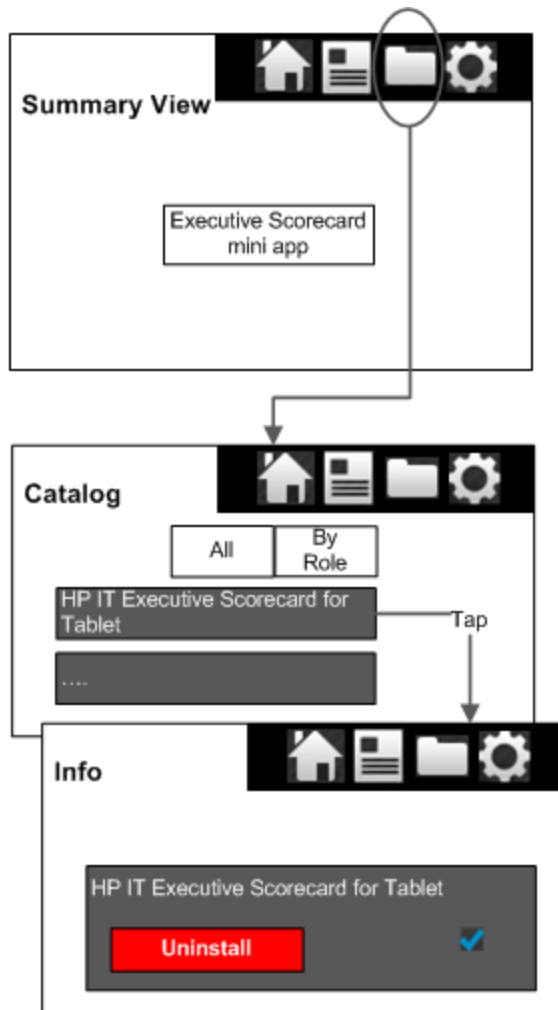 Summary View
Executive Scorecard
mini app
Catalog
All
By
Role
HP IT Executive Scorecard for
Tablet
Tap
....
Info
HP IT Executive Scorecard for Tablet
Uninstall